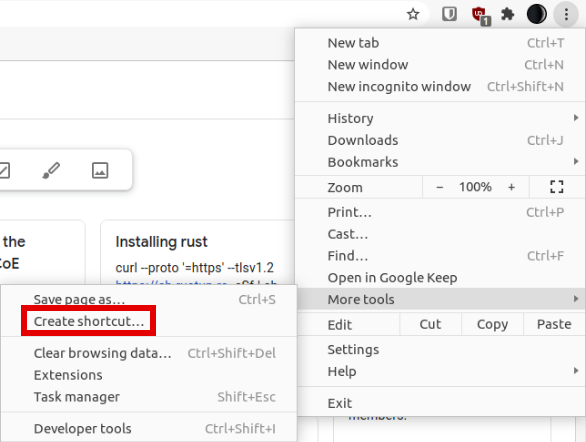 1
New tab Ctrl+T
New window Ctrl+N
New incognito window Ctrl+Shift+N
History
Downloads Ctrl+J
Bookmarks
Zoom − 100% +
Print… Ctrl+P
Cast…
Find… Ctrl+F
Open in Google Keep
More tools
Edit Cut Copy Paste
Settings
Help
Exit
the
CoE
Installing rust
curl --proto '=https' --tlsv1.2
Save page as… Ctrl+S
Create shortcut…
Clear browsing data… Ctrl+Shift+Del
Extensions
Task manager Shift+Esc
Developer tools Ctrl+Shift+I
members.